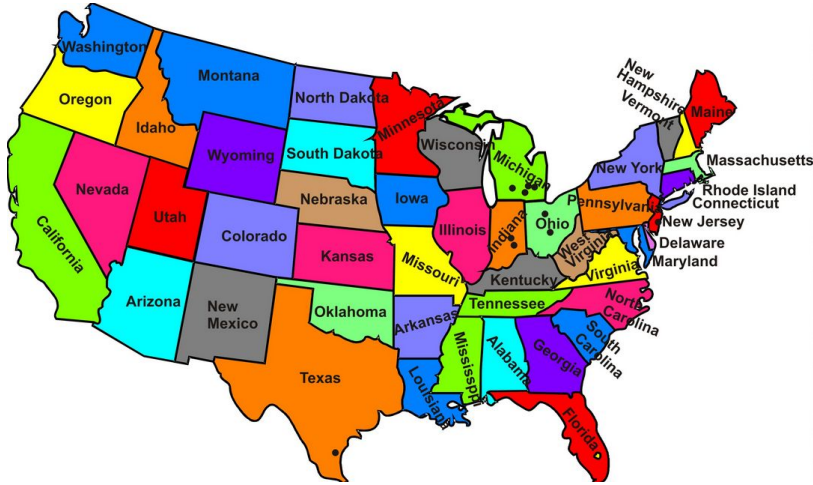 Washington
Montana
North Dakota
Minnesota
Oregon
Idaho
Wyoming
South Dakota
Wisconsin
Michigan
New
Hampshire
Vermont
Maine
New York
Massachusetts
Rhode Island
Connecticut
Nevada
Utah
Colorado
Nebraska
Iowa
Illinois
Indiana
Ohio
Pennsylvania
New Jersey
Delaware
Maryland
California
Kansas
Missouri
West
Virginia
Virginia
Kentucky
Arizona
New
Mexico
Oklahoma
Arkansas
Tennessee
North
Carolina
South
Carolina
Texas
Louisiana
Mississppi
Alabama
Georgia
Florida